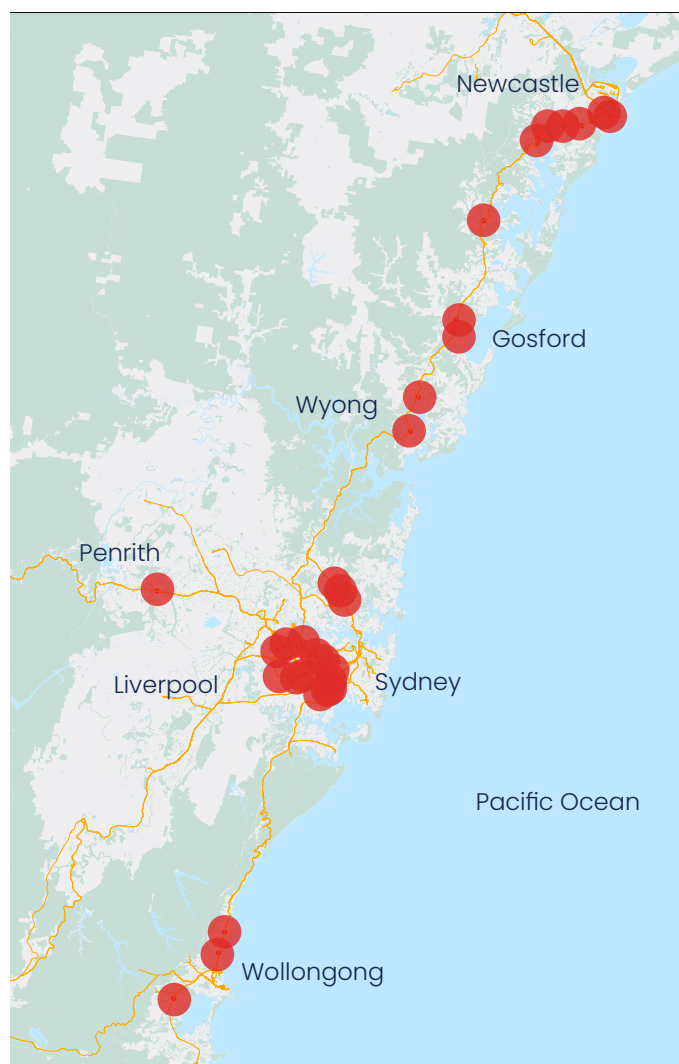 Newcastle
Gosford
Wyong
Penrith
Liverpool
Sydney
Pacific Ocean
Wollongong